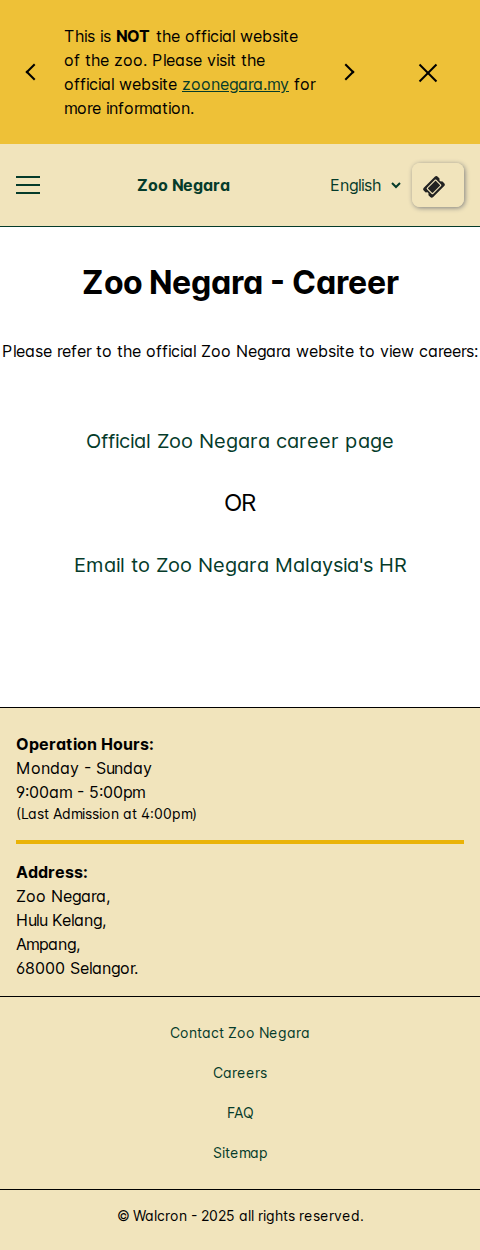 This is NOT the official website
of the zoo. Please visit the
official website zoonegara.my for
more information.
Zoo Negara
English
Zoo Negara - Career
Please refer to the official Zoo Negara website to view careers:
Official Zoo Negara career page
OR
Email to Zoo Negara Malaysia's HR
Operation Hours:
Monday - Sunday
9:00am - 5:00pm
(Last Admission at 4:00pm)
Address:
Zoo Negara,
Hulu Kelang,
Ampang,
68000 Selangor.
Contact Zoo Negara
Careers
FAQ
Sitemap
© Walcron - 2025 all rights reserved.